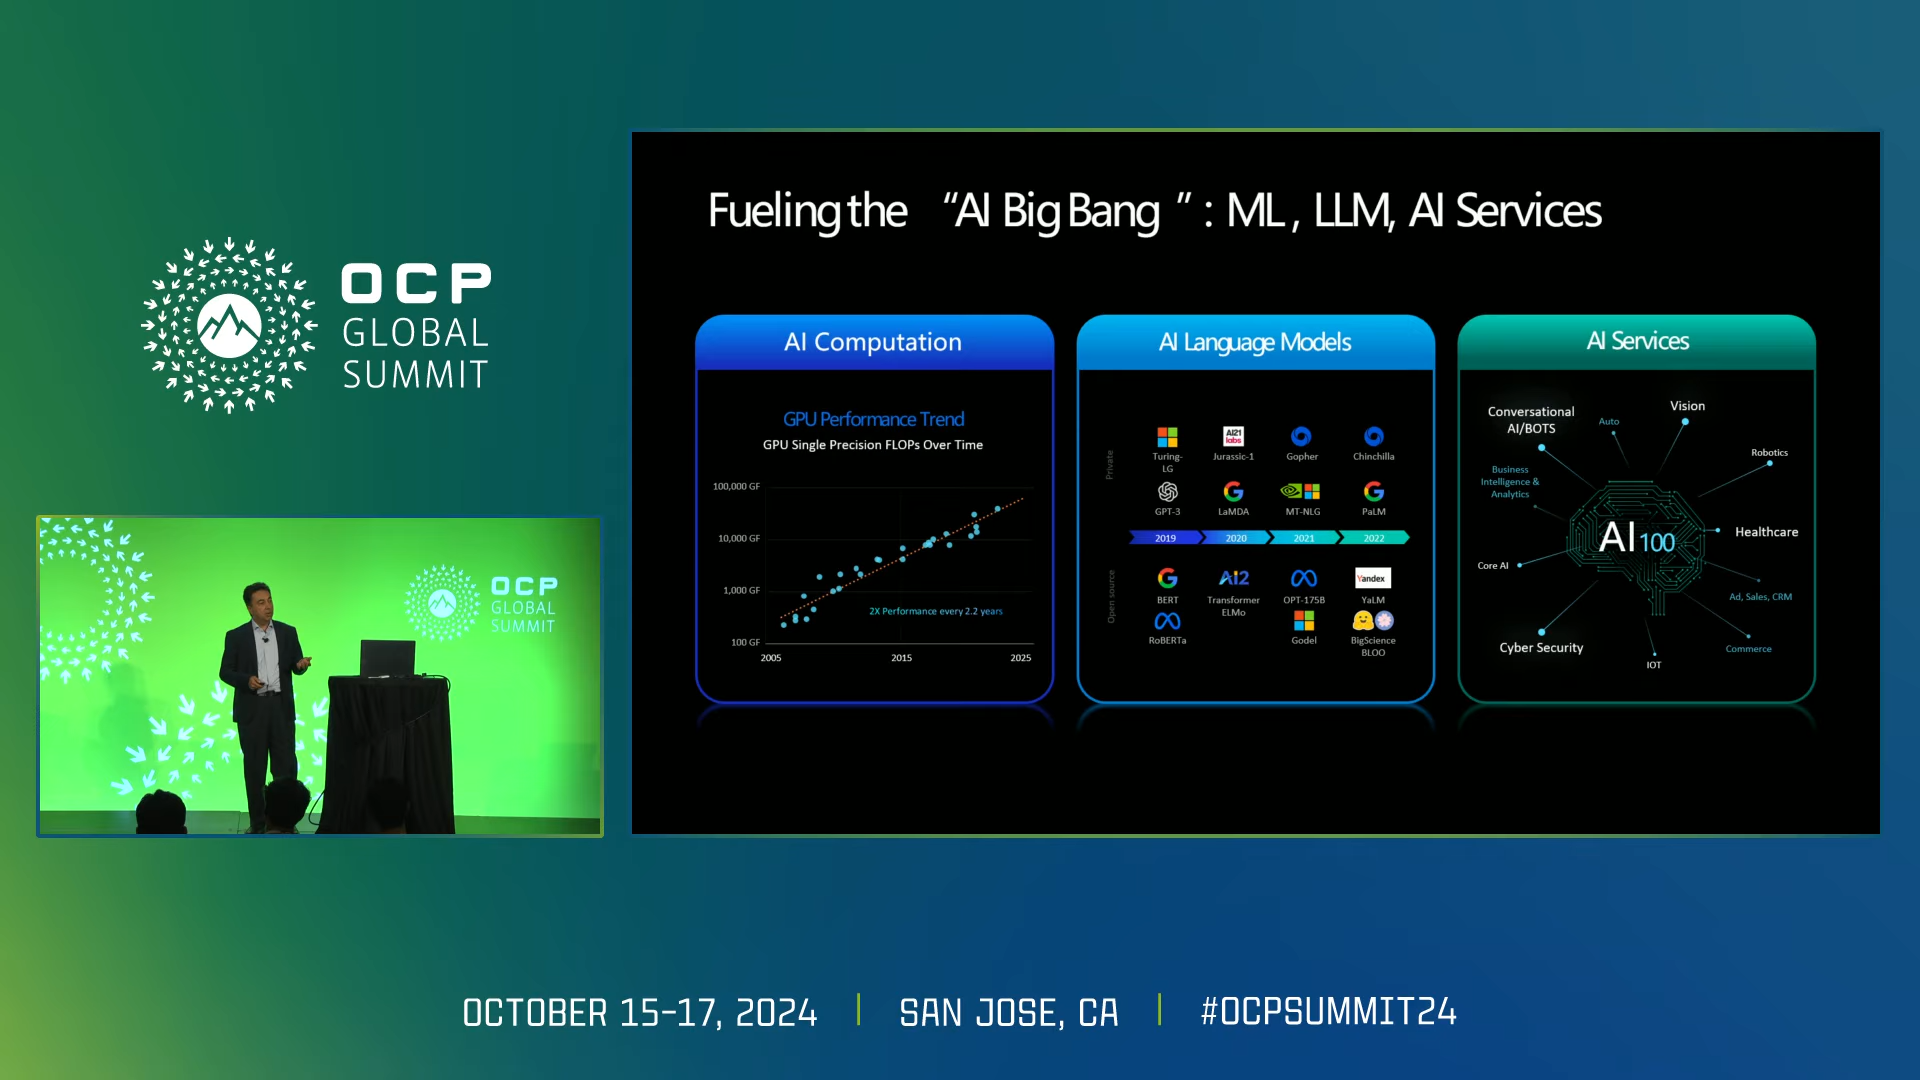 OCP
GLOBAL
SUMMIT
OCP
GLOBAL
SUMMIT
Fueling the “AI Big Bang ” : ML , LLM, AI Services
AI Computation
GPU Performance Trend
GPU Single Precision FLOPs Over Time
100,000 GF
10,000 GF
1,000 GF
100 GF
2X Performance every 2.2 years
2005
2015
2025
AI Language Models
Private
Turing-
LG
AI21
labs
Jurassic-1
Gopher
Chinchilla
GPT-3
LaMDA
MT-NLG
PaLM
2019
2020
2021
2022
Open source
BERT
AI2
Transformer
ELMo
OPT-175B
Yandex
YaLM
RoBERTa
Godel
BigScience
BLOO
AI Services
Conversational
AI/BOTS
Auto
Vision
Robotics
Business
Intelligence &
Analytics
AI100
Healthcare
Core AI
Ad, Sales, CRM
Cyber Security
IOT
Commerce
OCTOBER 15-17, 2024 | SAN JOSE, CA | #OCPSUMMIT24